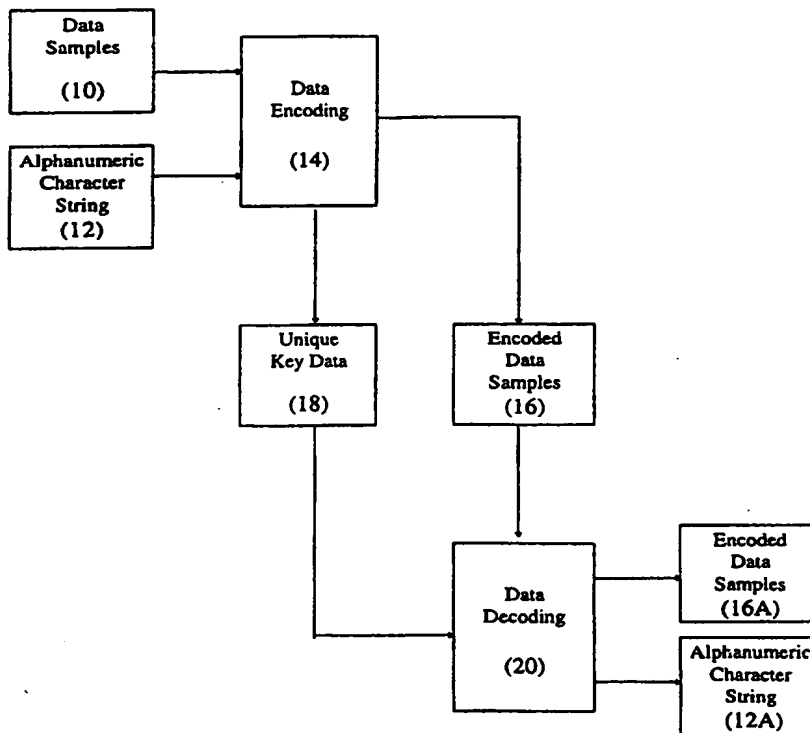 Data
Samples
(10)
Alphanumeric
Character
String
(12)
Data
Encoding
(14)
Unique
Key Data
(18)
Encoded
Data
Samples
(16)
Data
Decoding
(20)
Encoded
Data
Samples
(16A)
Alphanumeric
Character
String
(12A)